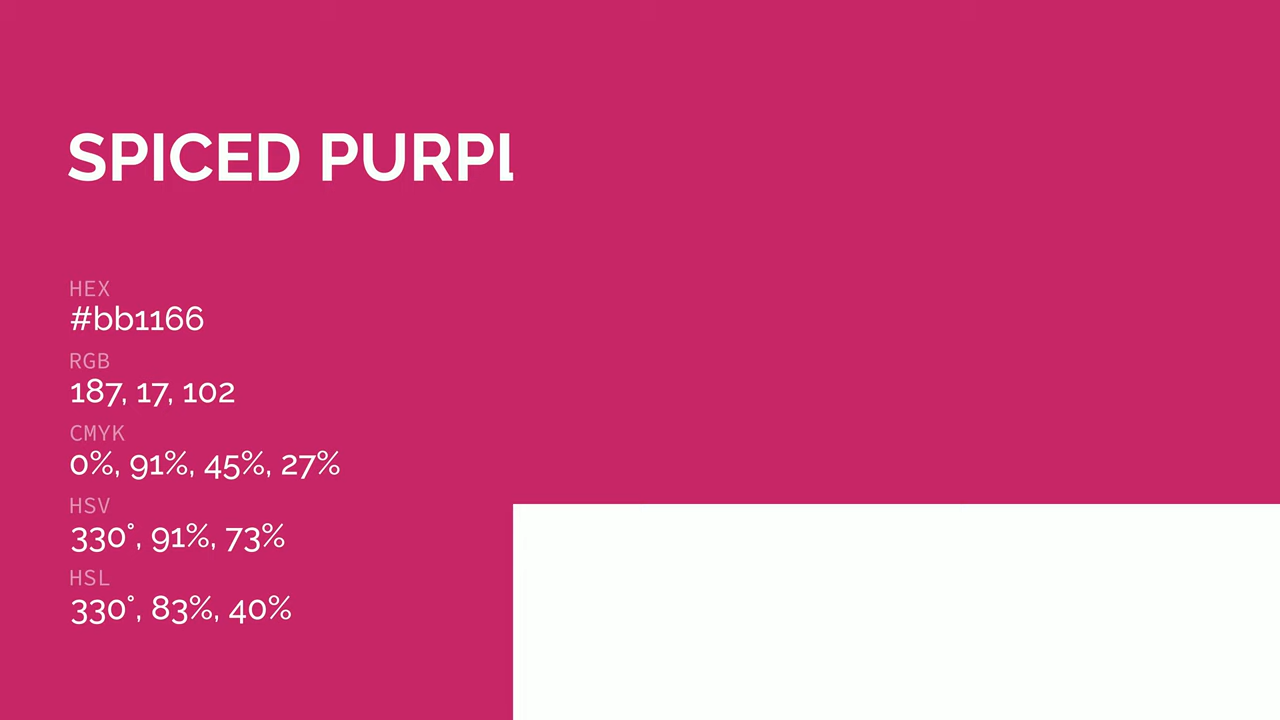 SPICED PURPL
HEX
#bb1166
RGB
187, 17, 102
CMYK
0%, 91%, 45%, 27%
HSV
330°, 91%, 73%
HSL
330°, 83%, 40%